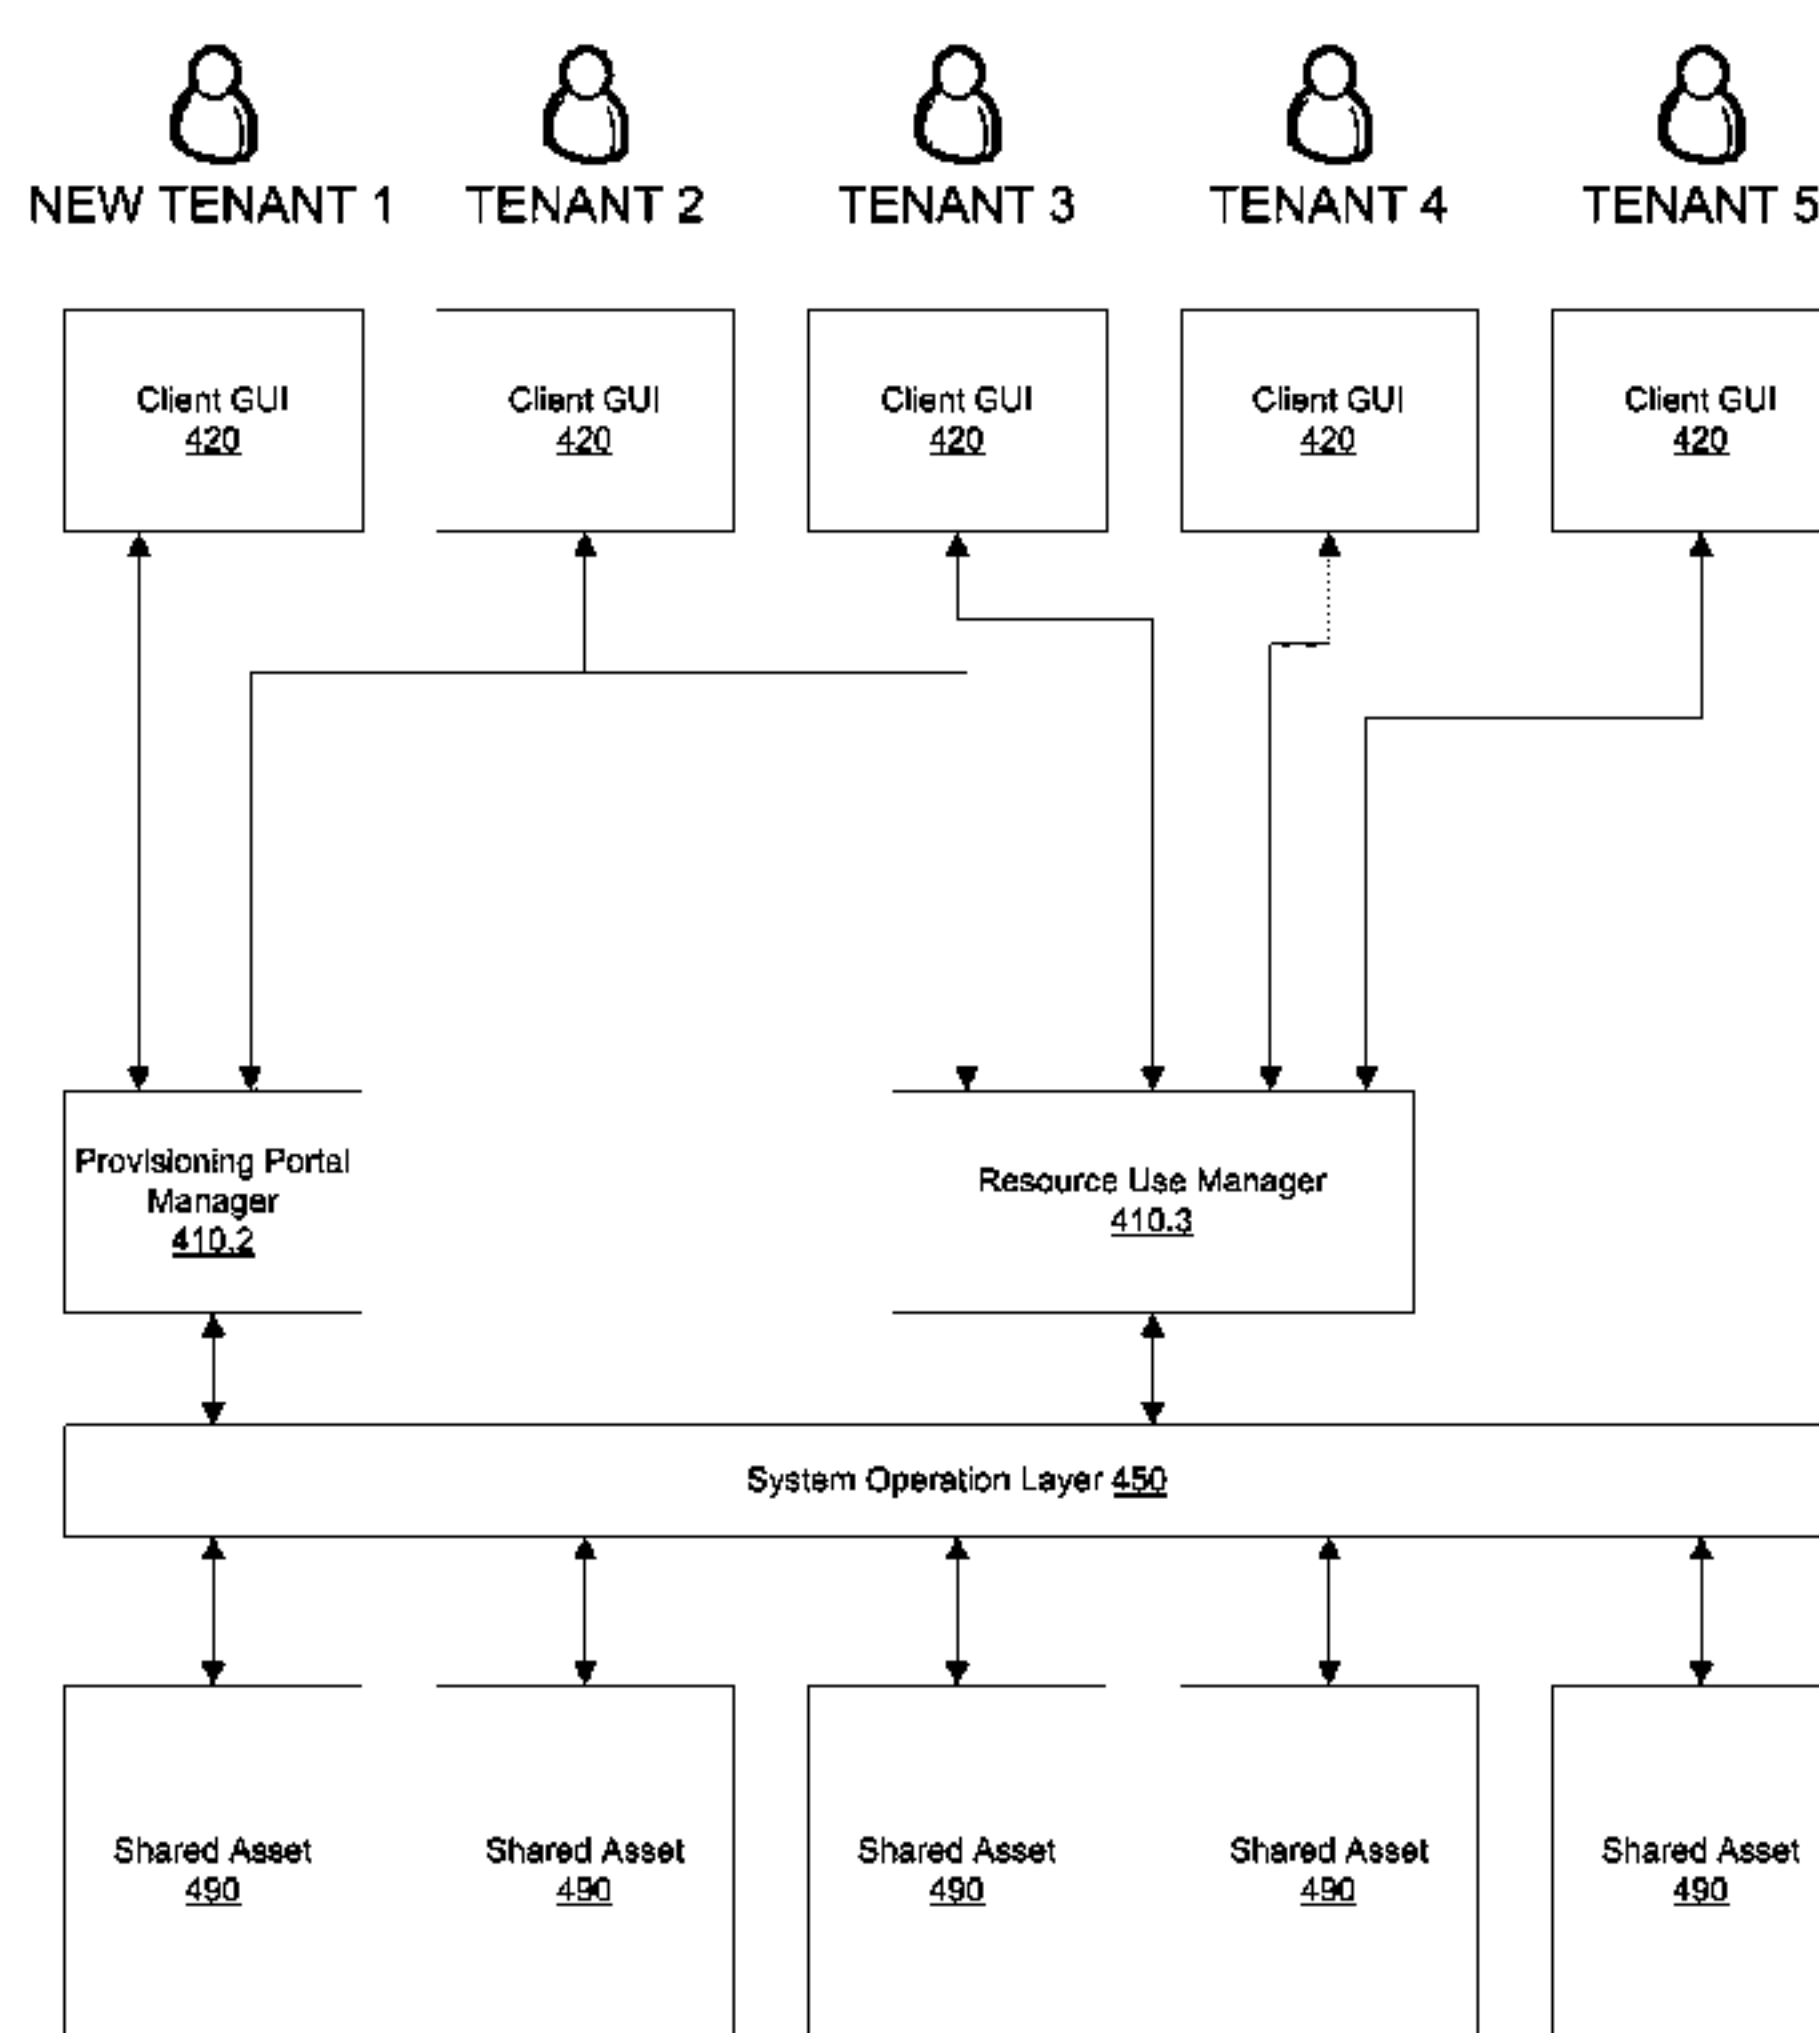 NEW TENANT 1
TENANT 2
TENANT 3
TENANT 4
TENANT 5
Client GUI
420
Client GUI
420
Client GUI
420
Client GUI
420
Client GUI
420
Provisioning Portal
Manager
410.2
Resource Use Manager
410.3
System Operation Layer 450
Shared Asset
490
Shared Asset
490
Shared Asset
490
Shared Asset
490
Shared Asset
490